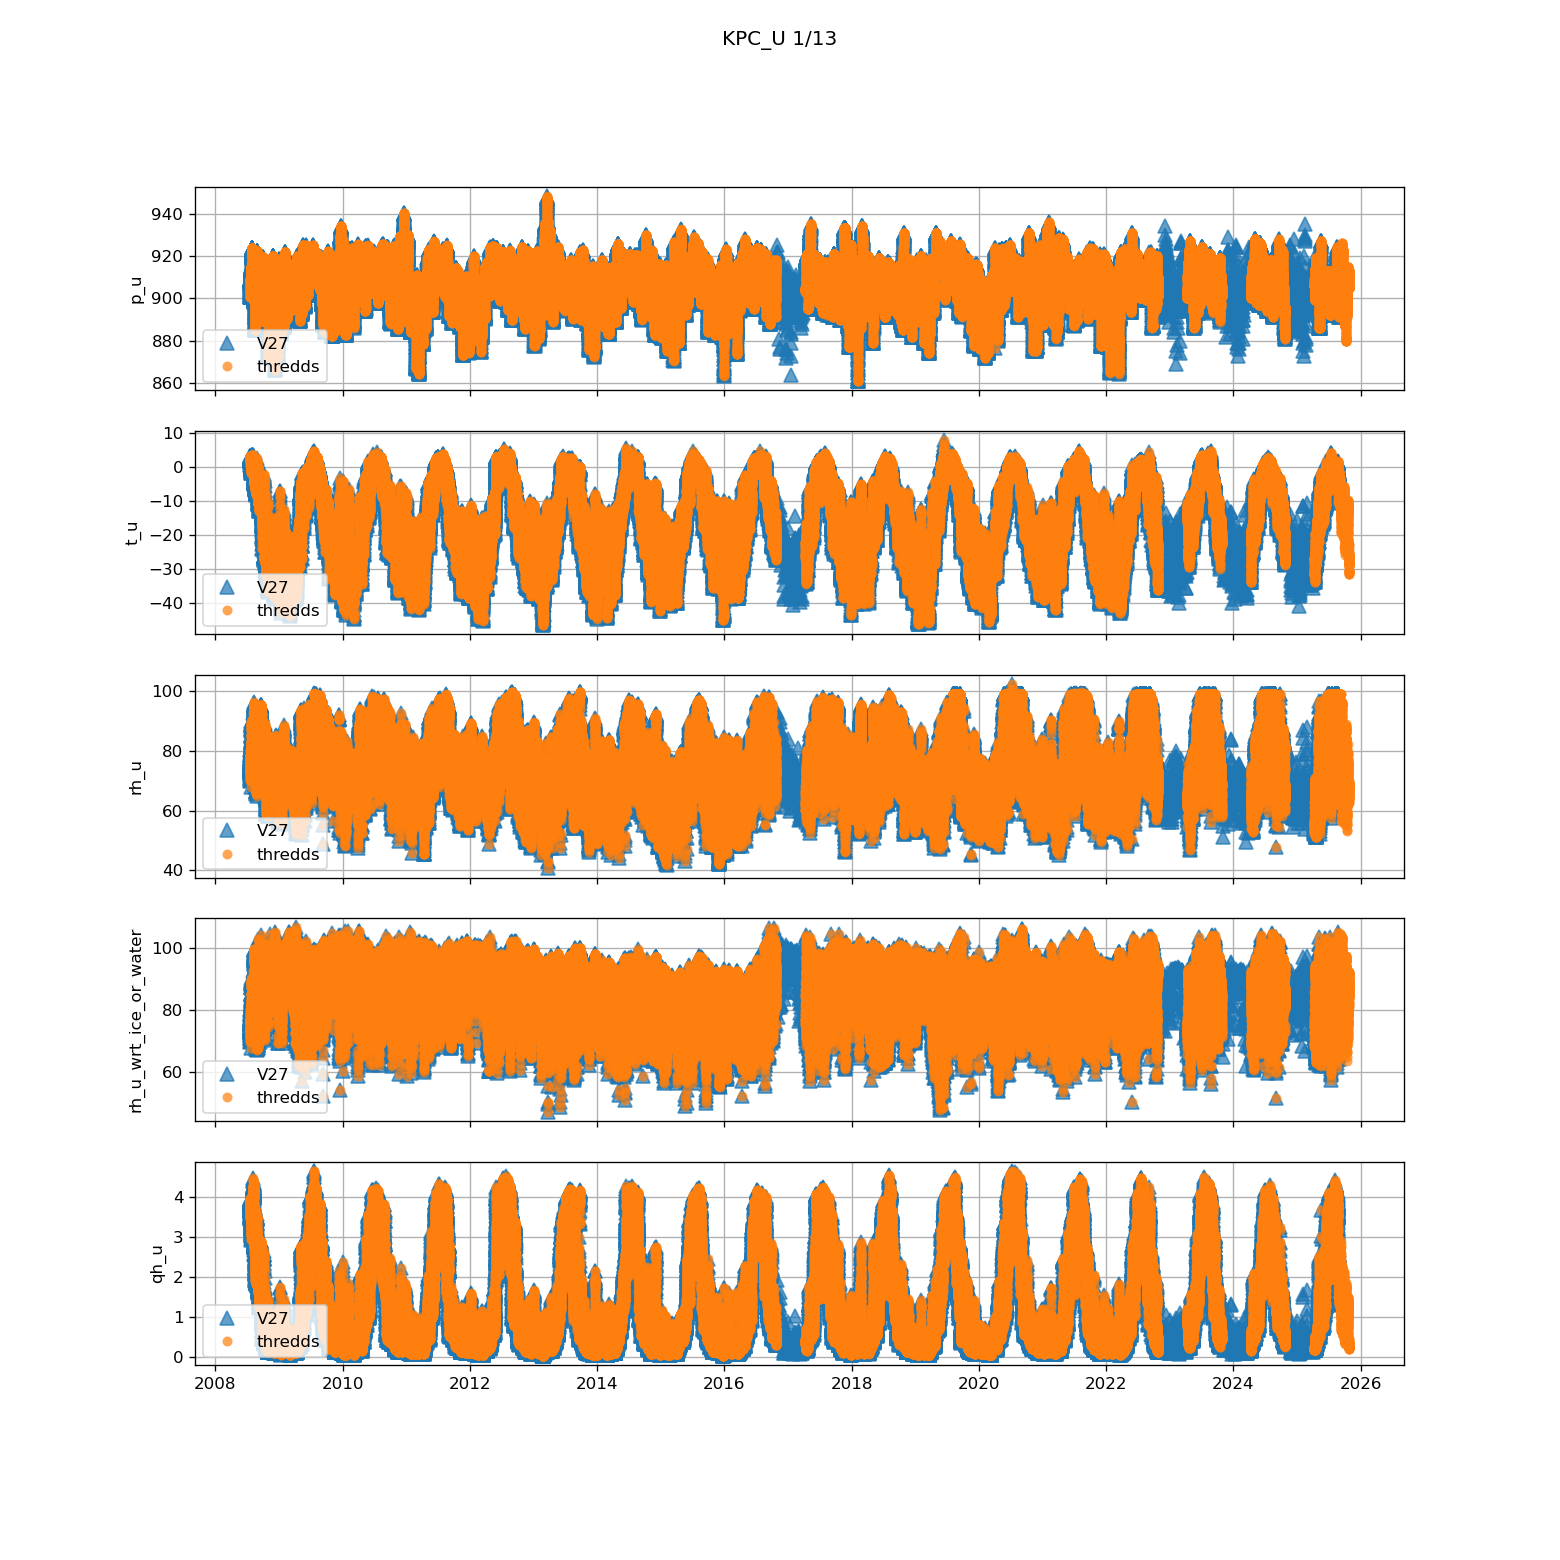 KPC_U 1/13
940
920
900
880
860
p_u
V27
thredds
10
0
−10
−20
−30
−40
t_u
V27
thredds
100
80
60
40
rh_u
V27
thredds
100
80
60
rh_u_wrt_ice_or_water
V27
thredds
4
3
2
1
0
qh_u
V27
thredds
2008 2010 2012 2014 2016 2018 2020 2022 2024 2026